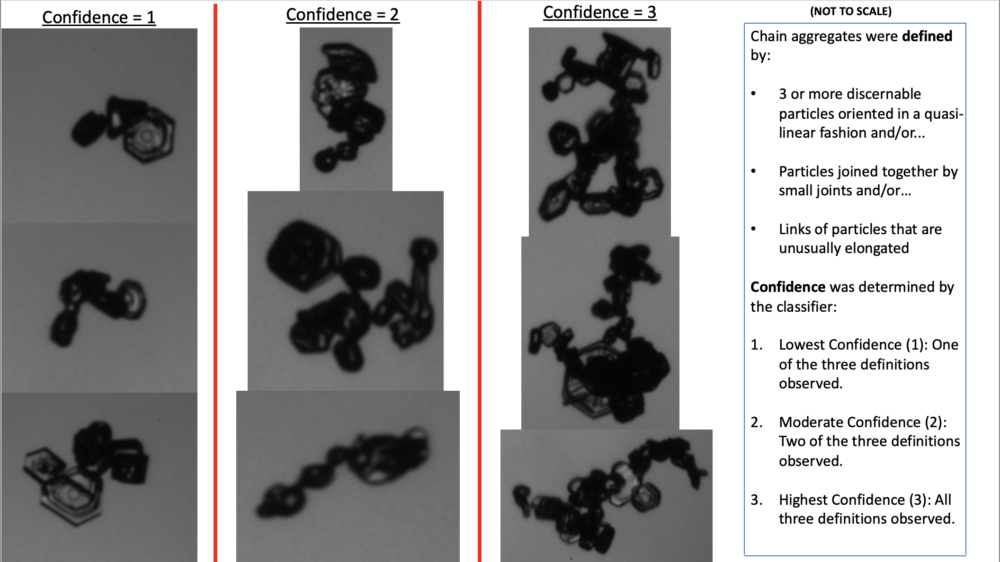 Confidence = 1
Confidence = 2
Confidence = 3
(NOT TO SCALE)
Chain aggregates were defined
by:
• 3 or more discernable
particles oriented in a quasi-
linear fashion and/or...
• Particles joined together by
small joints and/or...
• Links of particles that are
unusually elongated
Confidence was determined by
the classifier:
1. Lowest Confidence (1): One
of the three definitions
observed.
2. Moderate Confidence (2):
Two of the three definitions
observed.
3. Highest Confidence (3): All
three definitions observed.